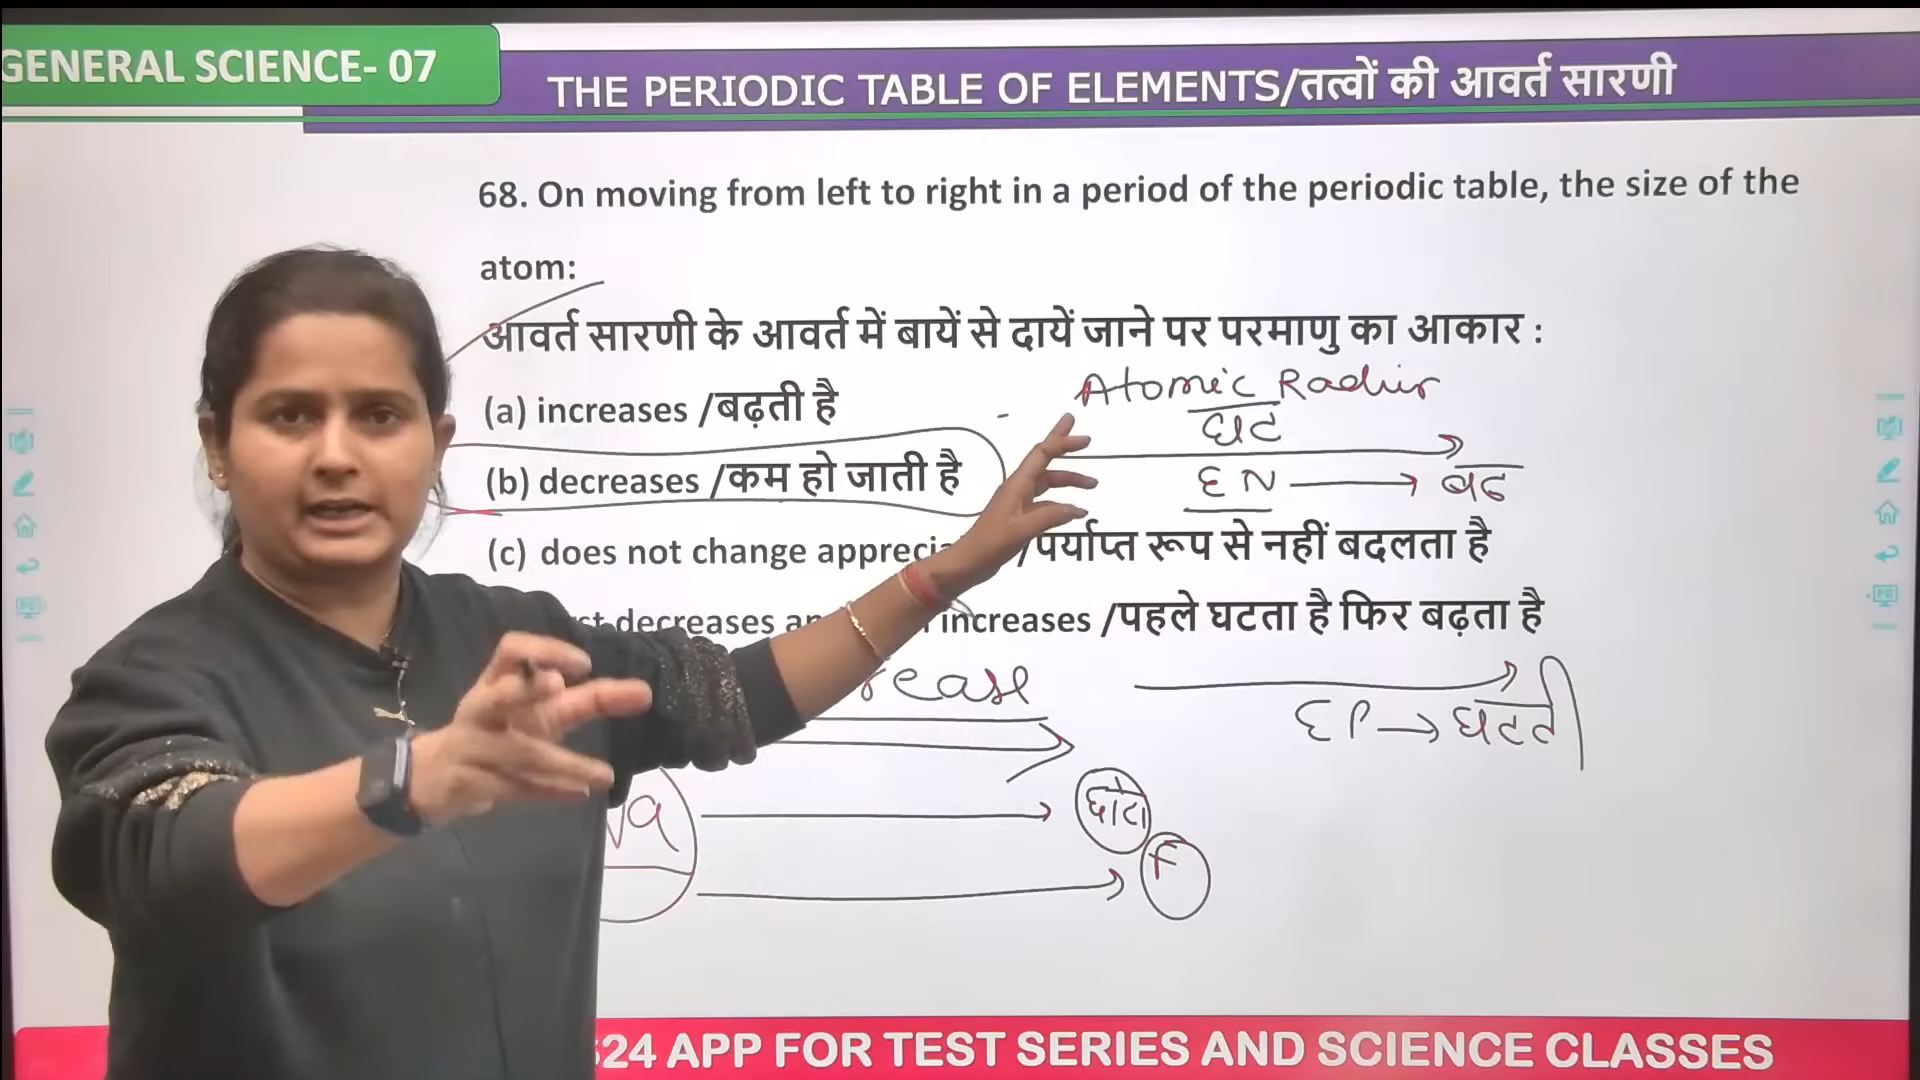 GENERAL SCIENCE- 07
THE PERIODIC TABLE OF ELEMENTS/तत्वों की आवर्त सारणी
68. On moving from left to right in a period of the periodic table, the size of the
atom:
आवर्त सारणी के आवर्त में बायें से दायें जाने पर परमाणु का आकार :
(a) increases /बढ़ती है
Atomic Radius
घट
(b) decreases /कम हो जाती है
EN → बढ
(c) does not change /पर्याप्त रूप से नहीं बदलता है
decreases increases /पहले घटता है फिर बढ़ता है
EP → घटती
छोटा
F
APP FOR TEST SERIES AND SCIENCE CLASSES